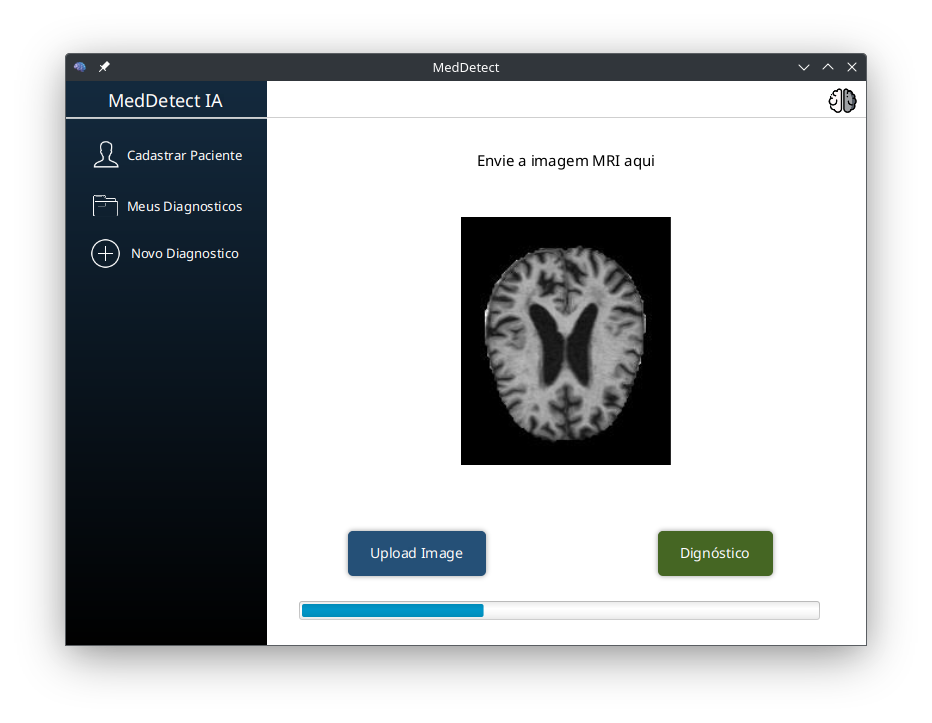 MedDetect
MedDetect IA
Cadastrar Paciente
Meus Diagnosticos
Novo Diagnostico
Envie a imagem MRI aqui
Upload Image
Dignóstico